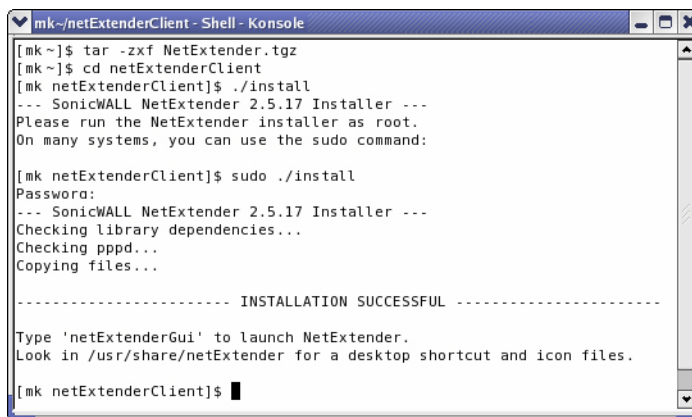 mk~/netExtenderClient - Shell - Konsole
[mk ~]$ tar -zxf NetExtender.tgz
[mk ~]$ cd netExtenderClient
[mk netExtenderClient]$ ./install
--- SonicWALL NetExtender 2.5.17 Installer ---
Please run the NetExtender installer as root.
On many systems, you can use the sudo command:
[mk netExtenderClient]$ sudo ./install
Password:
--- SonicWALL NetExtender 2.5.17 Installer ---
Checking library dependencies...
Checking pppd...
Copying files...
------------------------ INSTALLATION SUCCESSFUL -----------------------
Type 'netExtenderGui' to launch NetExtender.
Look in /usr/share/netExtender for a desktop shortcut and icon files.
[mk netExtenderClient]$